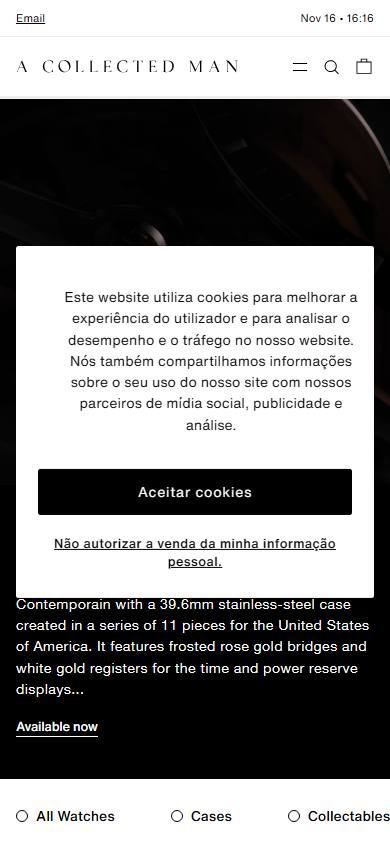 Email
Nov 16 • 16:16
A COLLECTED MAN
Este website utiliza cookies para melhorar a
experiência do utilizador e para analisar o
desempenho e o tráfego no nosso website.
Nós também compartilhamos informações
sobre o seu uso do nosso site com nossos
parceiros de mídia social, publicidade e
análise.
Aceitar cookies
Não autorizar a venda da minha informação
pessoal.
Contemporain with a 39.6mm stainless-steel case
created in a series of 11 pieces for the United States
of America. It features frosted rose gold bridges and
white gold registers for the time and power reserve
displays...
Available now
All Watches
Cases
Collectables